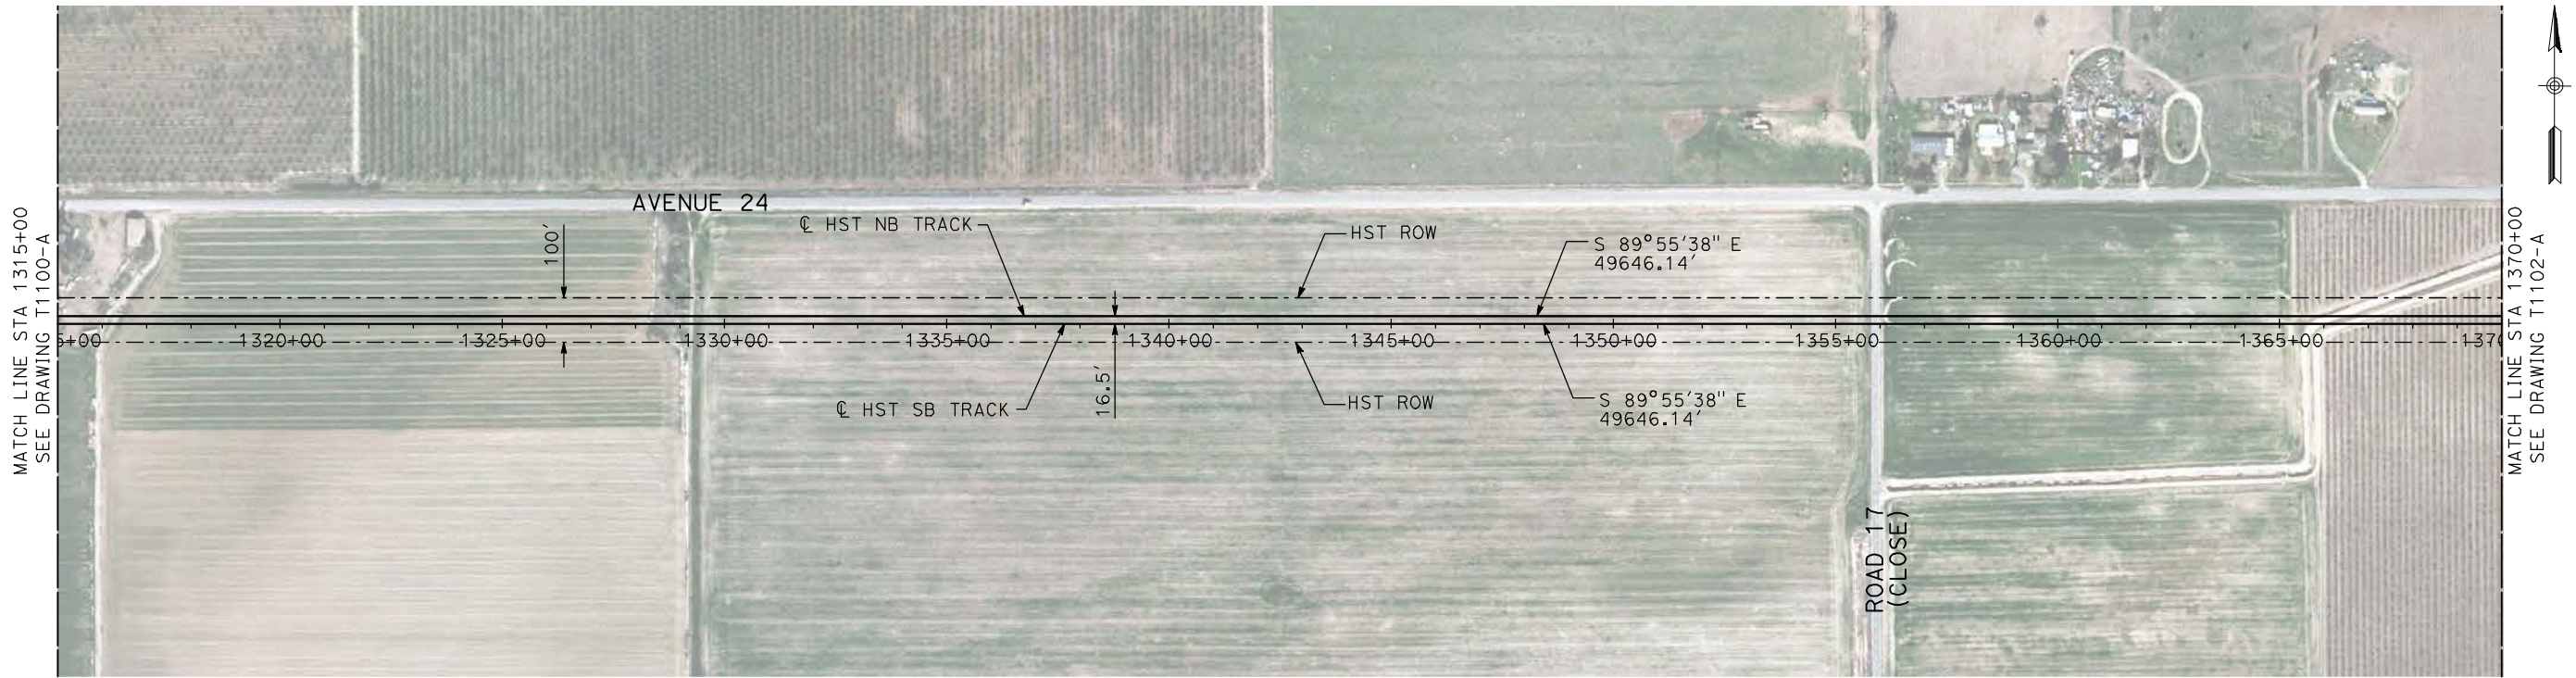 MATCH LINE STA 1315+00
SEE DRAWING T1100-A
AVENUE 24
100'
℄ HST NB TRACK
HST ROW
S 89°55'38" E
49646.14'
5+00
1320+00
1325+00
1330+00
1335+00
1340+00
1345+00
1350+00
1355+00
1360+00
1365+00
1370
16.5'
℄ HST SB TRACK
HST ROW
S 89°55'38" E
49646.14'
ROAD 17
(CLOSE)
MATCH LINE STA 1370+00
SEE DRAWING T1102-A